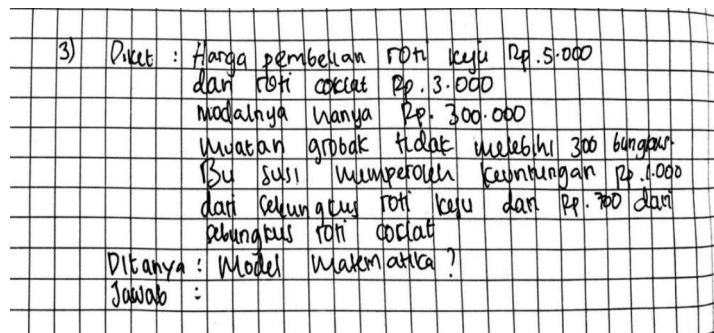 3) Diket : Harga pembelian roti keju Rp.5.000
dan roti coklat Rp.3.000
modalnya hanya Rp.300.000
Muatan grobak tidak melebihi 300 bungkus.
Bu susi memperoleh keuntungan Rp.1.000
dari sebungkus roti keju dan Rp.700 dari
sebungkus roti coclat
Ditanya : Model Matematika ?
Jawab :